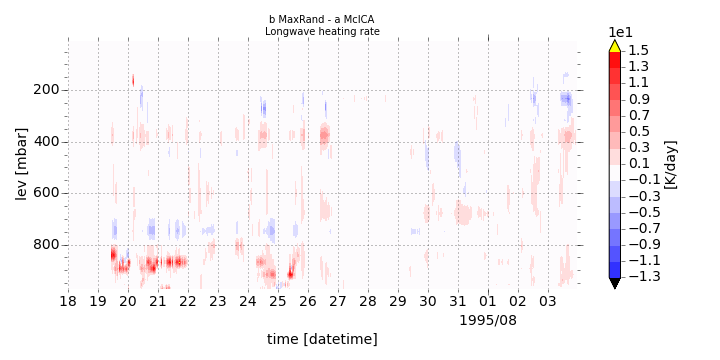 b MaxRand - a McICA
Longwave heating rate
1e1
1.5
1.3
1.1
0.9
0.7
0.5
0.3
0.1
−0.1
−0.3
−0.5
−0.7
−0.9
−1.1
−1.3
[K/day]
lev [mbar]
200
400
600
800
18 19 20 21 22 23 24 25 26 27 28 29 30 31 01 02 03
1995/08
time [datetime]